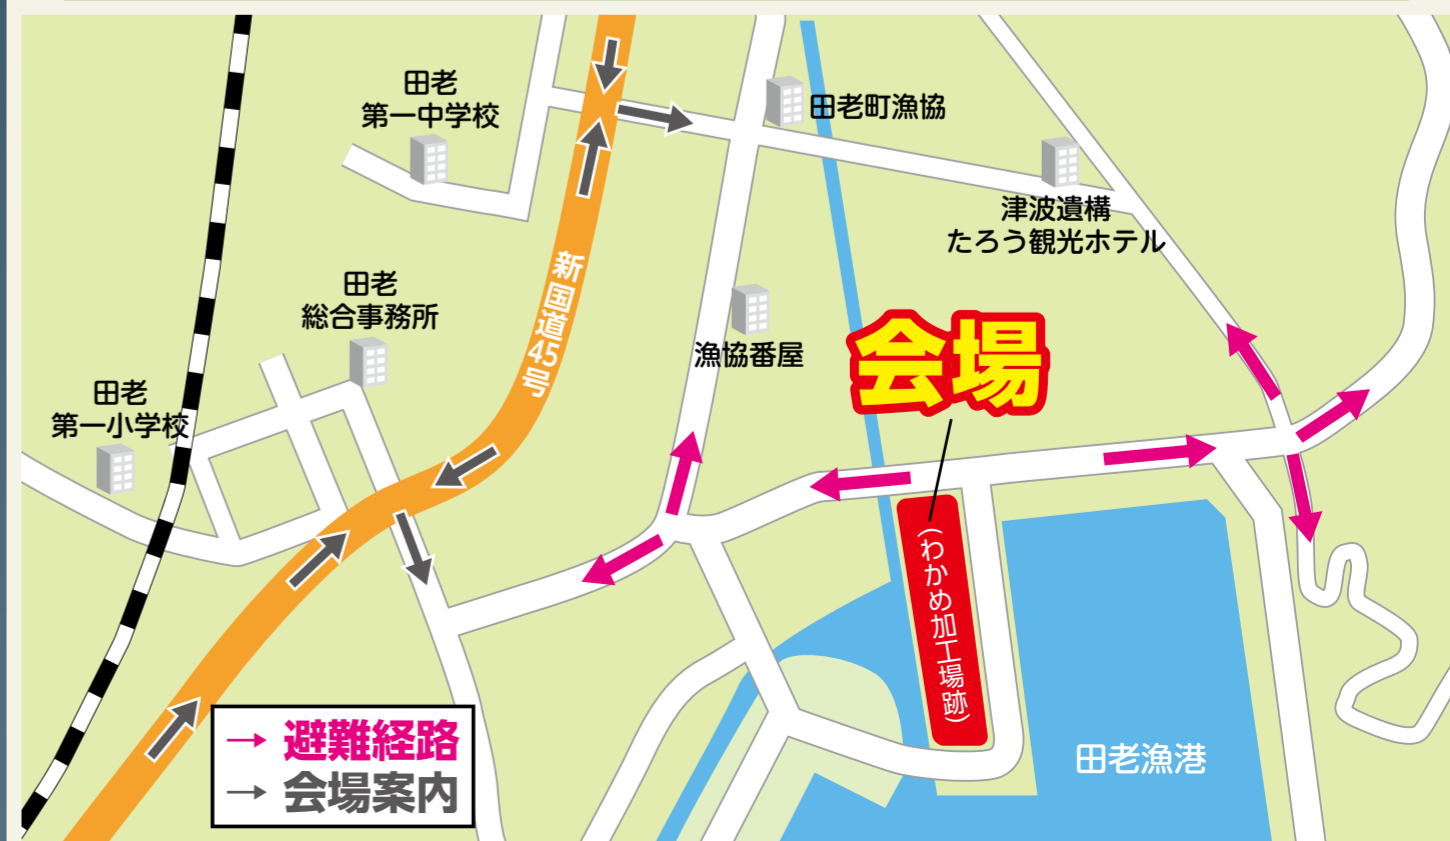 田老
第一中学校
田老町漁協
津波遺構
たろう観光ホテル
新国道45号
田老
総合事務所
漁協番屋
会場
田老
第一小学校
(わかめ加工場跡)
→ 避難経路
→ 会場案内
田老漁港